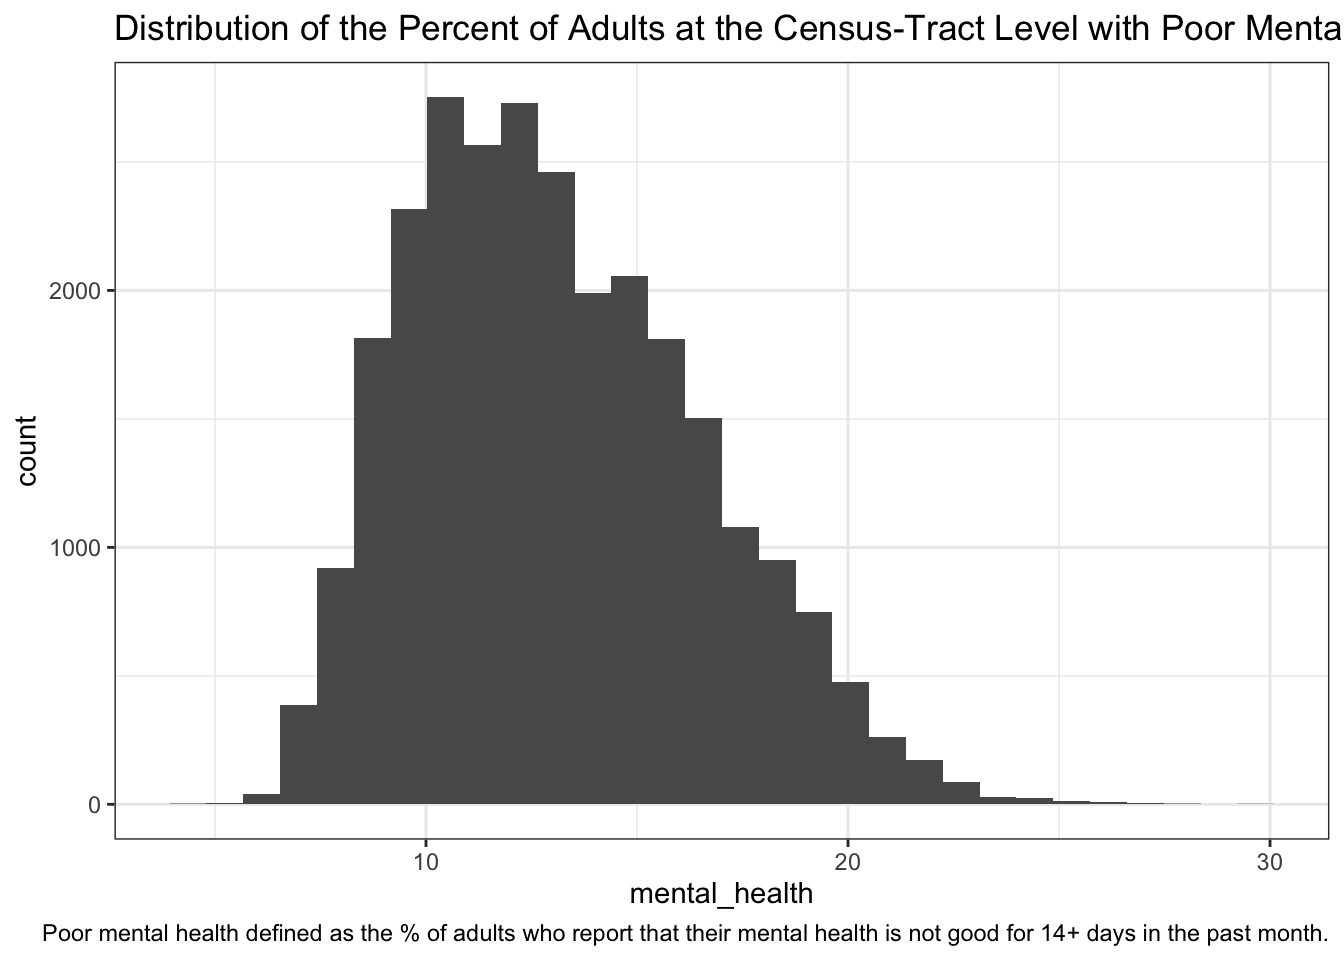 Distribution of the Percent of Adults at the Census-Tract Level with Poor Menta
2000
1000
0
count
10 20 30
mental_health
Poor mental health defined as the % of adults who report that their mental health is not good for 14+ days in the past month.